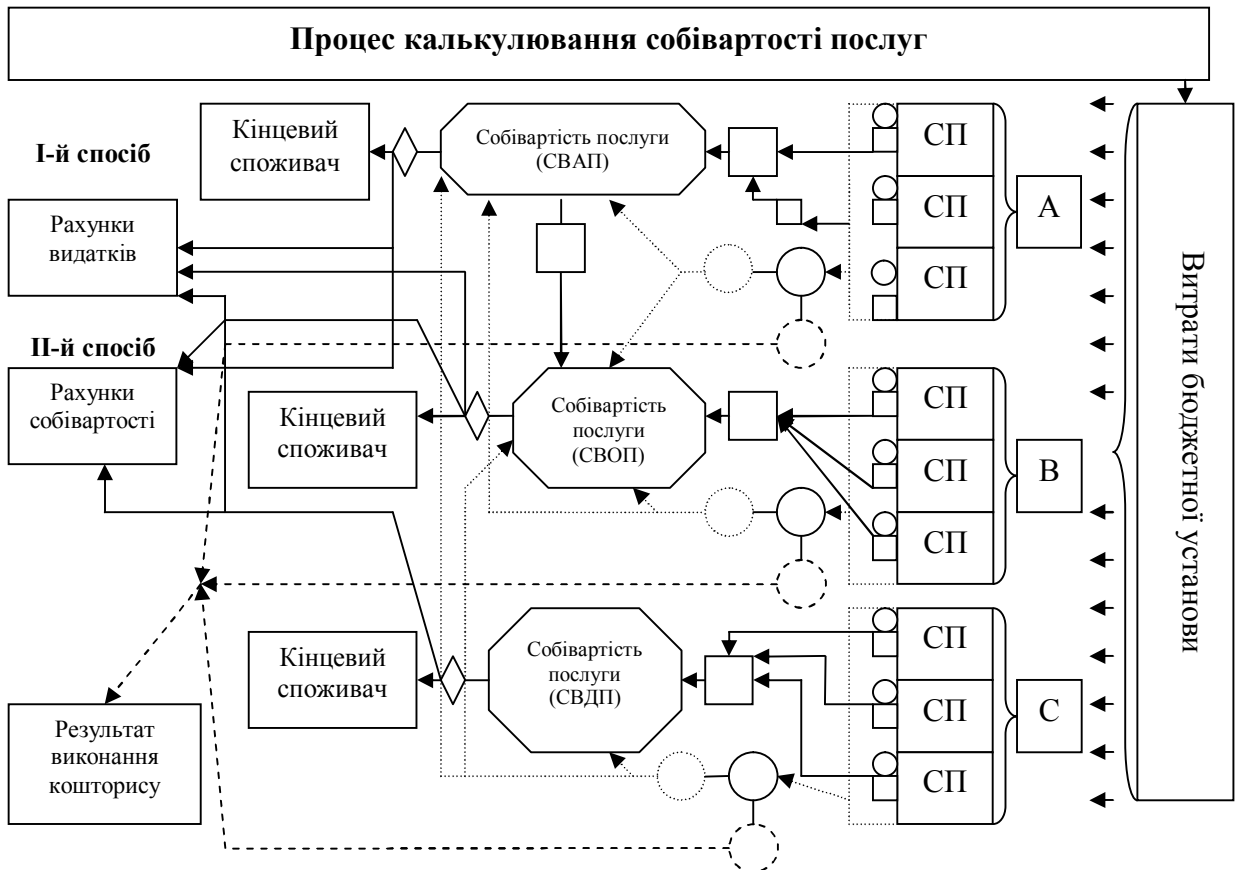 Процес калькулювання собівартості послуг
І-й спосіб
Кінцевий
споживач
Собівартість послуги
(СВАП)
СП
СП
СП
А
Рахунки
видатків
ІІ-й спосіб
Рахунки
собівартості
Кінцевий
споживач
Собівартість
послуги
(СВОП)
СП
СП
СП
В
Витрати бюджетної установи
Кінцевий
споживач
Собівартість
послуги
(СВДП)
СП
СП
СП
С
Результат
виконання
кошторису